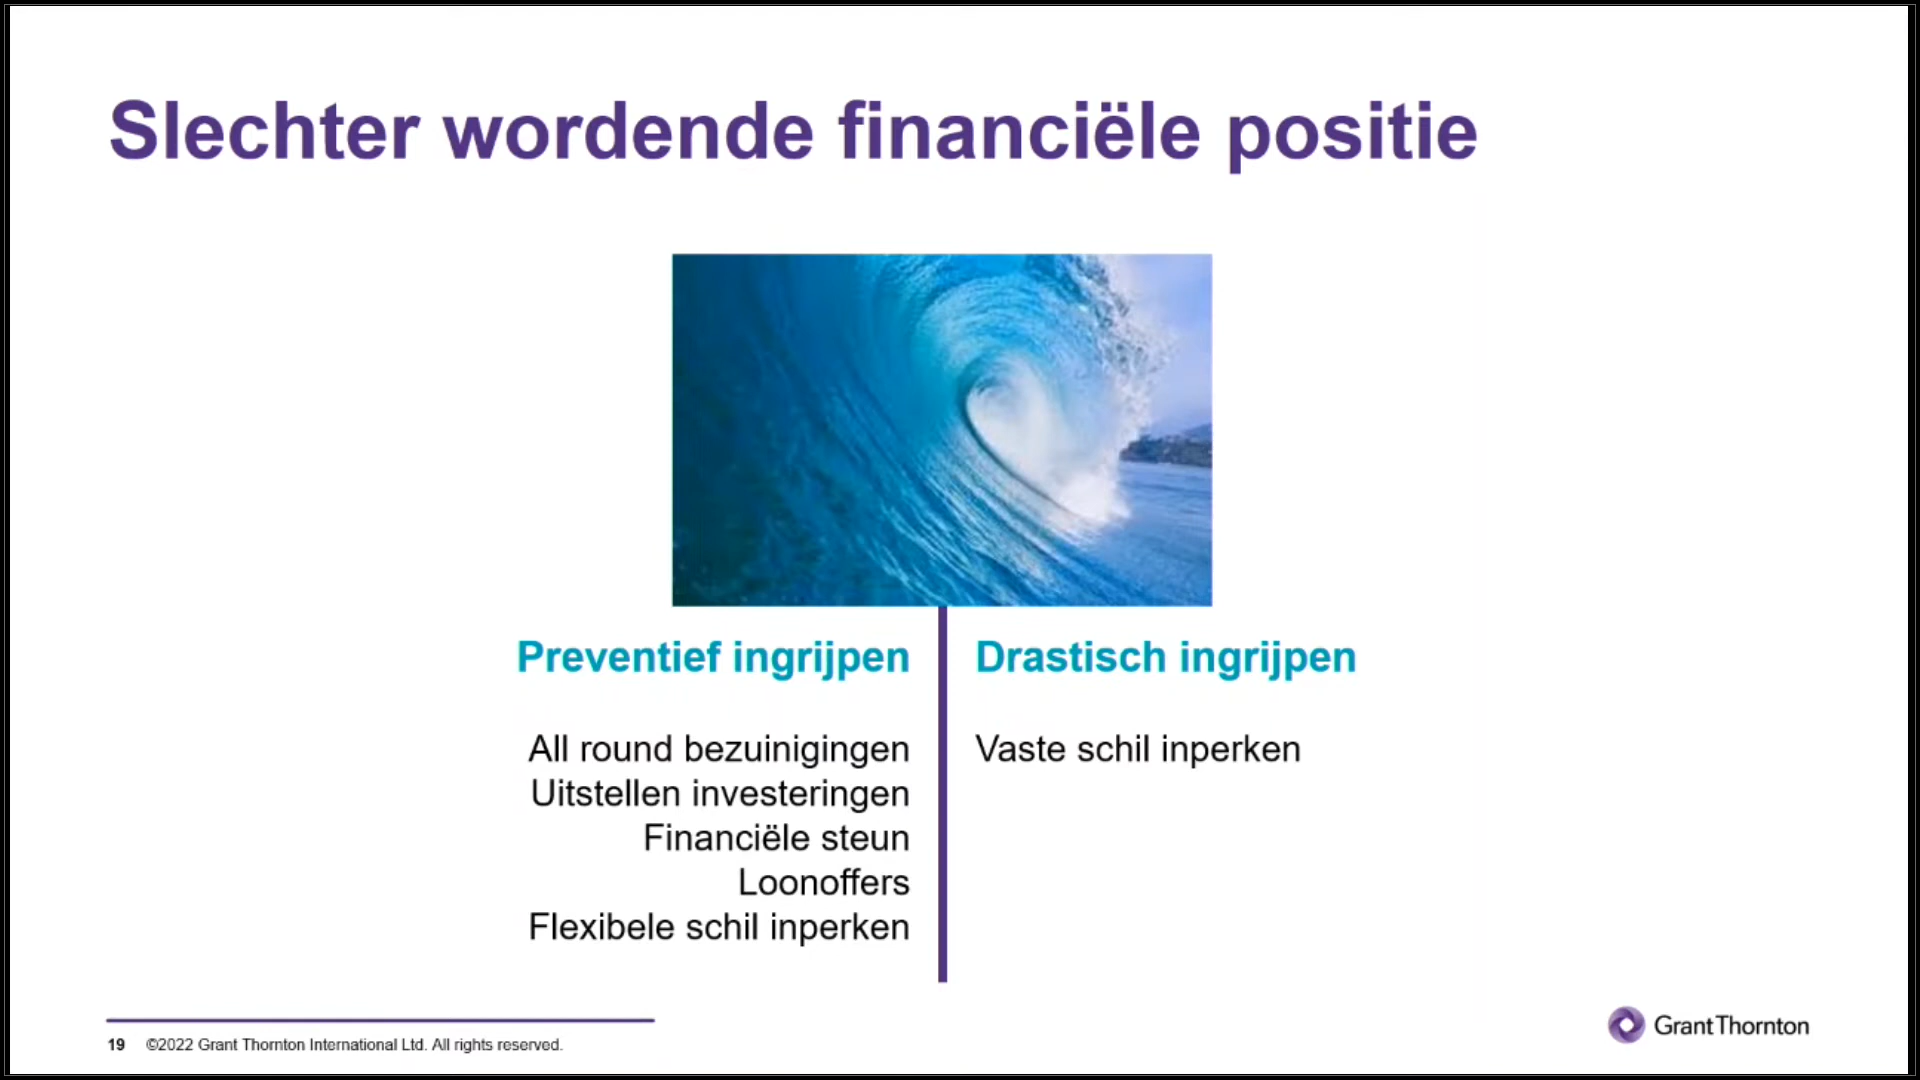 Slechter wordende financiële positie
Preventief ingrijpen
All round bezuinigingen
Uitstellen investeringen
Financiële steun
Loonoffers
Flexibele schil inperken
Drastisch ingrijpen
Vaste schil inperken
19 ©2022 Grant Thornton International Ltd. All rights reserved.
Grant Thornton